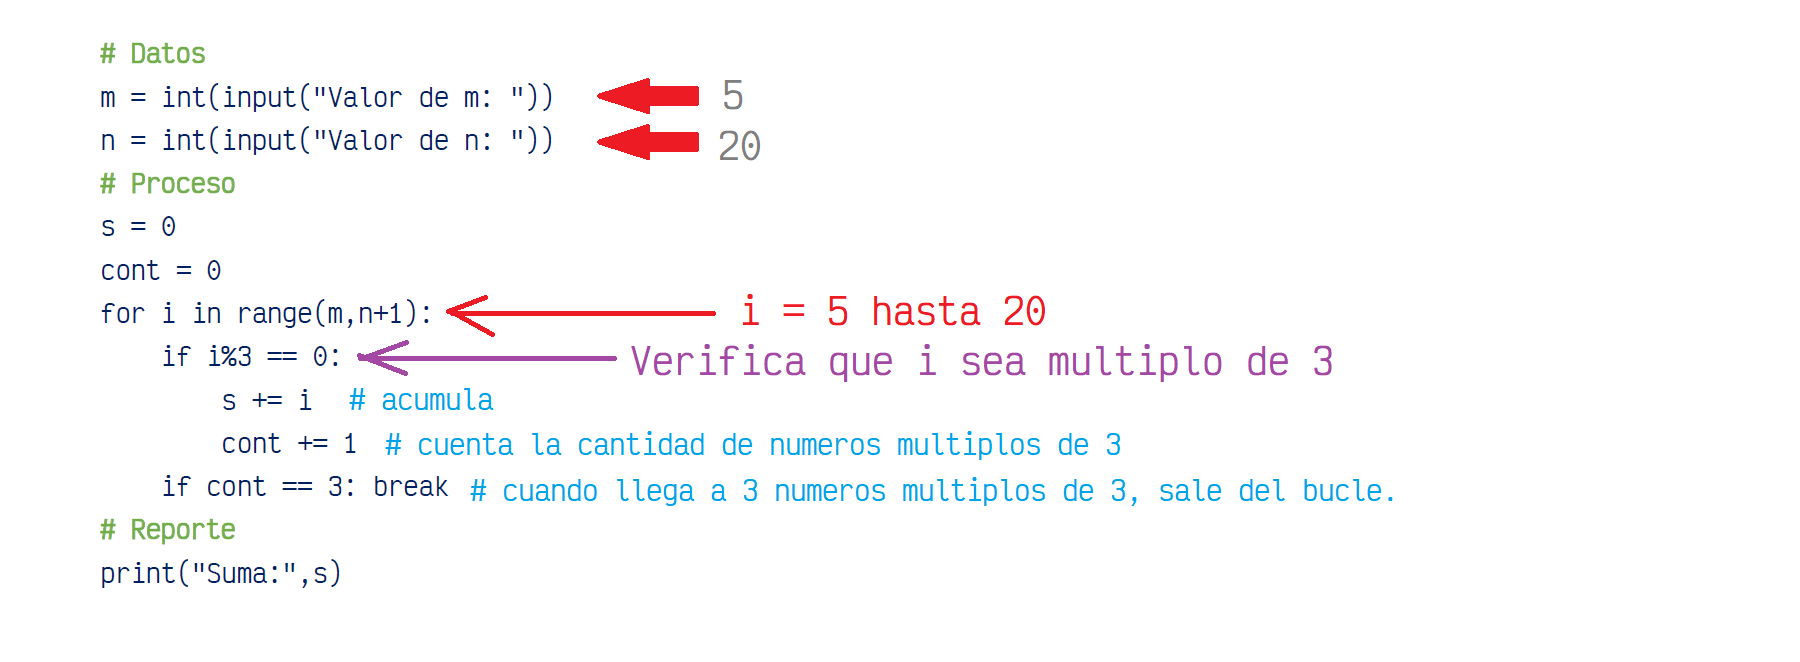 # Datos
m = int(input("Valor de m: ")) 5
n = int(input("Valor de n: ")) 20
# Proceso
s = 0
cont = 0
for i in range(m,n+1): i = 5 hasta 20
if i%3 == 0: Verifica que i sea multiplo de 3
s += i # acumula
cont += 1 # cuenta la cantidad de numeros multiplos de 3
if cont == 3: break # cuando llega a 3 numeros multiplos de 3, sale del bucle.
# Reporte
print("Suma:",s)